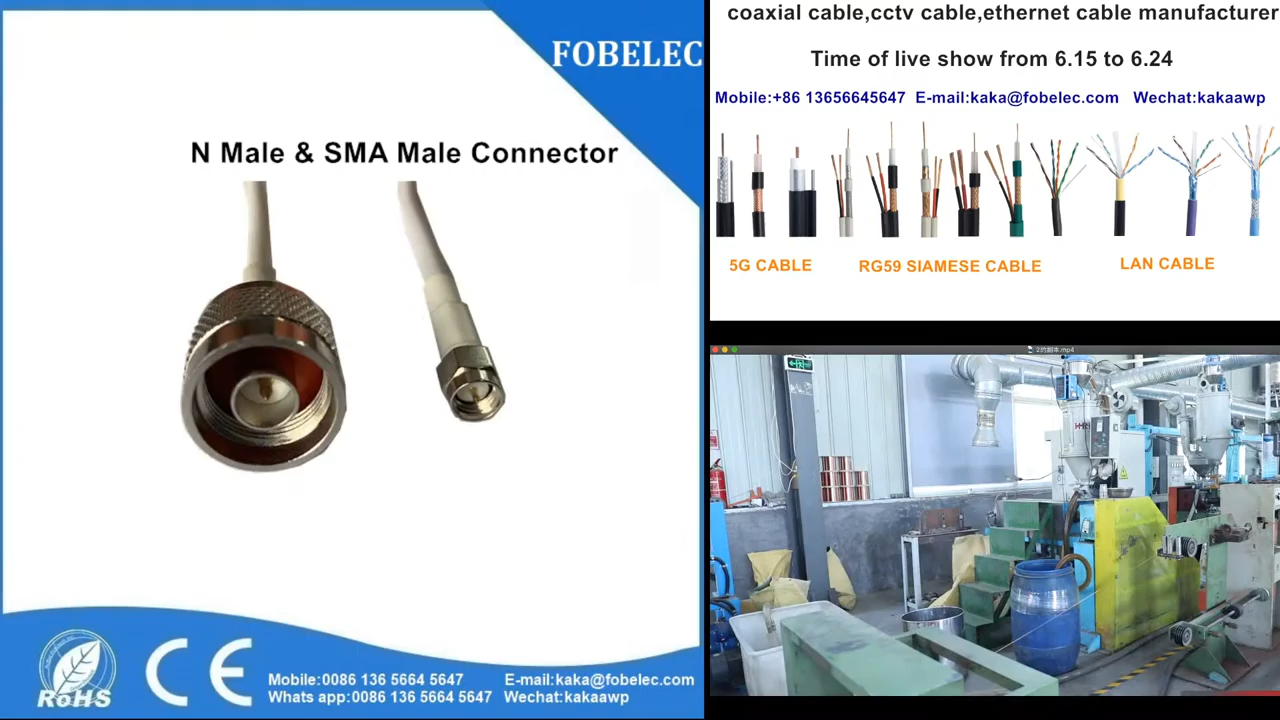 FOBELEC
N Male & SMA Male Connector
RoHS
CE
Mobile:0086 136 5664 5647 E-mail:kaka@fobelec.com
Whats app:0086 136 5664 5647 Wechat:kakaawp
coaxial cable,cctv cable,ethernet cable manufacturer
Time of live show from 6.15 to 6.24
Mobile:+86 13656645647 E-mail:kaka@fobelec.com Wechat:kakaawp
5G CABLE
RG59 SIAMESE CABLE
LAN CABLE